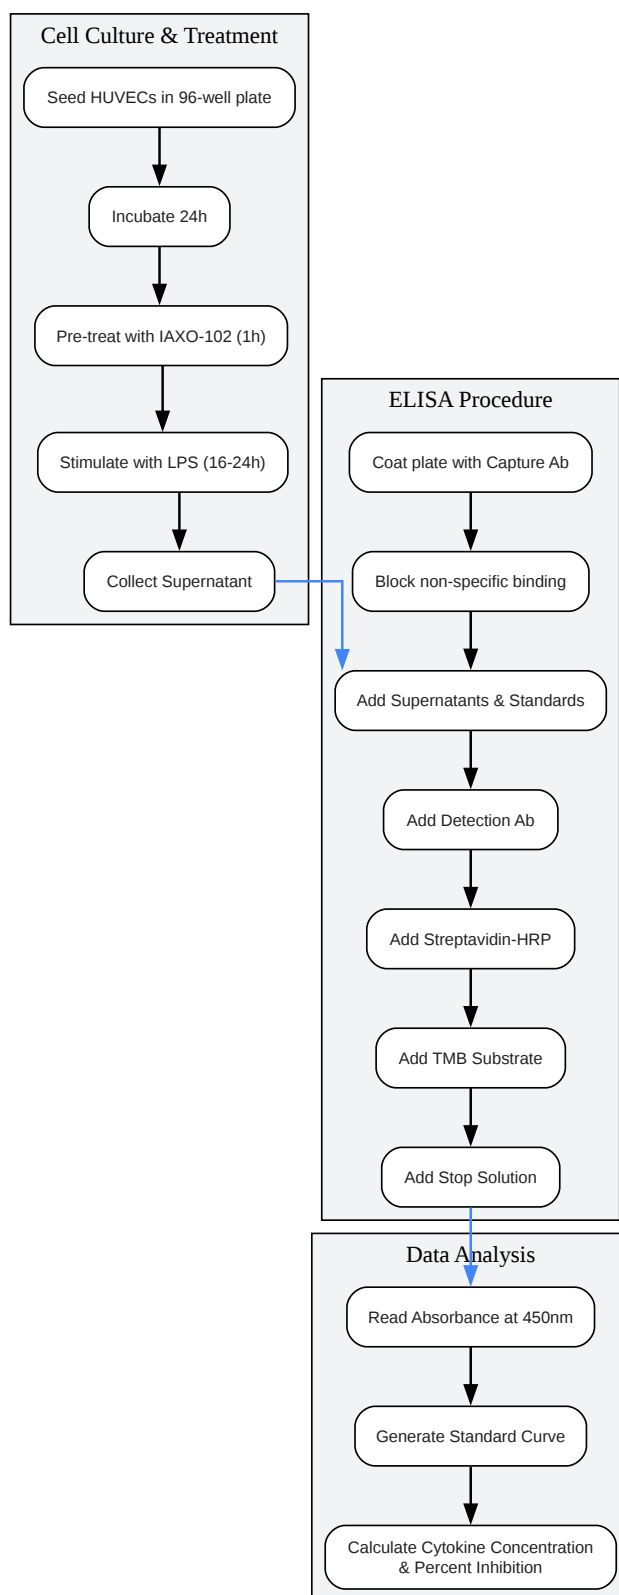 Cell Culture & Treatment
Seed HUVECs in 96-well plate
Incubate 24h
Pre-treat with IAXO-102 (1h)
Stimulate with LPS (16-24h)
Collect Supernatant
ELISA Procedure
Coat plate with Capture Ab
Block non-specific binding
Add Supernatants & Standards
Add Detection Ab
Add Streptavidin-HRP
Add TMB Substrate
Add Stop Solution
Data Analysis
Read Absorbance at 450nm
Generate Standard Curve
Calculate Cytokine Concentration
& Percent Inhibition